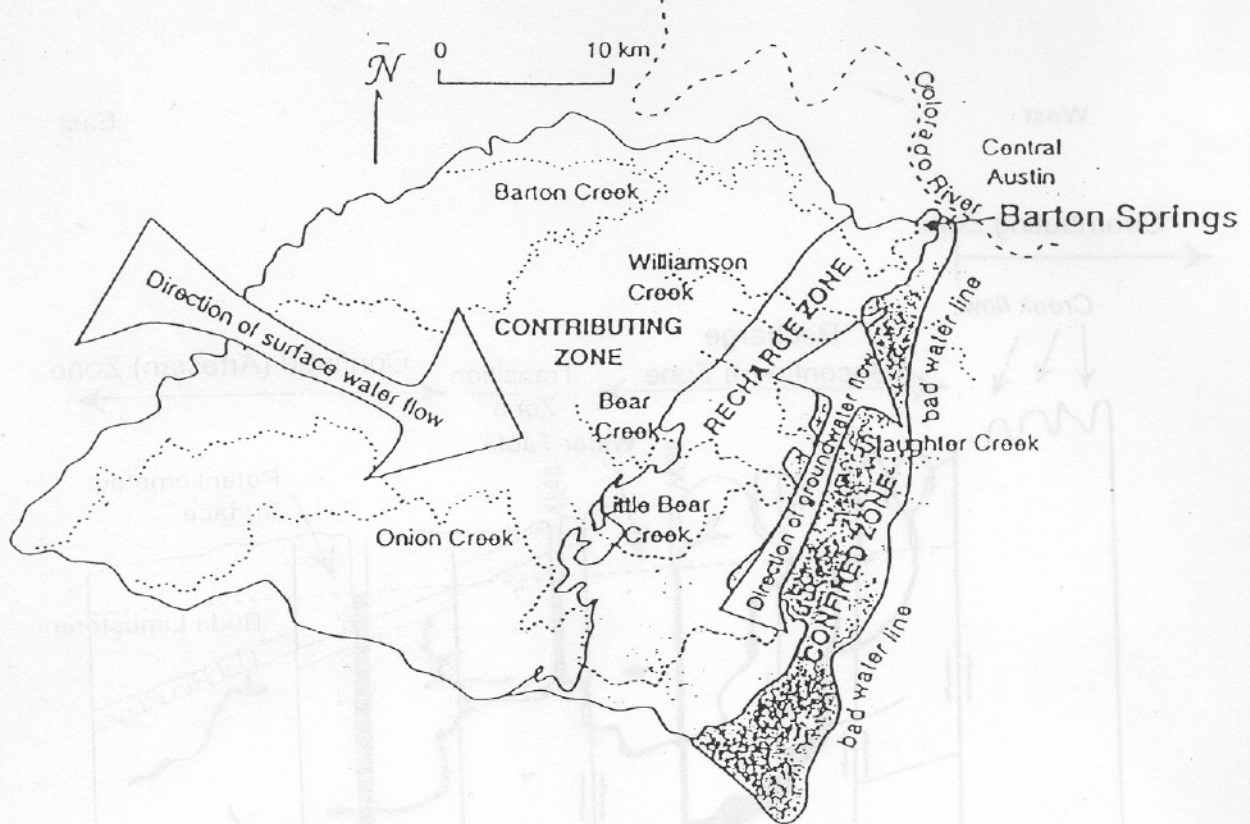 N
0 10 km
West
East
Colorado River
Central
Austin
Barton Springs
Barton Creek
Williamson
Creek
Direction of surface water flow
CONTRIBUTING
ZONE
RECHARGE ZONE
bad water line
Creek flow
Bear
Creek
Transition
Zone
Water Table
(Artesian) Zone
Slaughter Creek
Direction of groundwater flow
CONFINED ZONE
Little Bear
Creek
Onion Creek
Potentiometric
Surface
Buda Limestone
bad water line